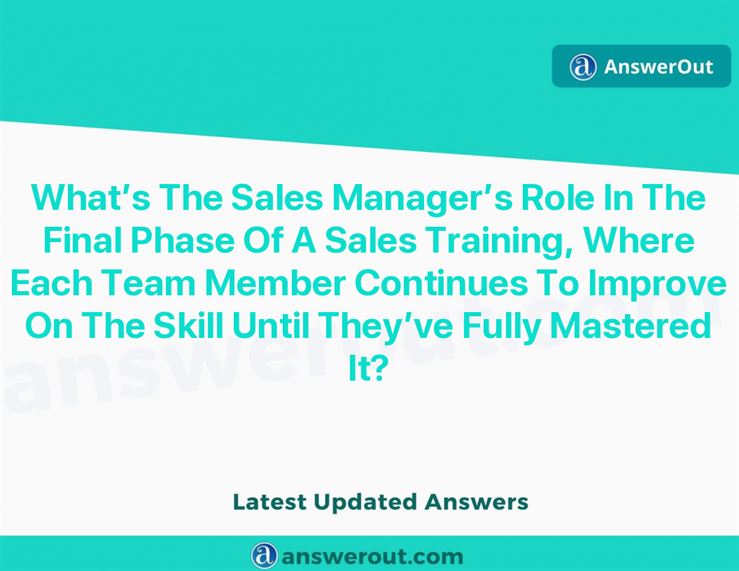 AnswerOut
What’s The Sales Manager’s Role In The
Final Phase Of A Sales Training, Where
Each Team Member Continues To Improve
On The Skill Until They’ve Fully Mastered
It?
answerout.com
Latest Updated Answers
answerout.com